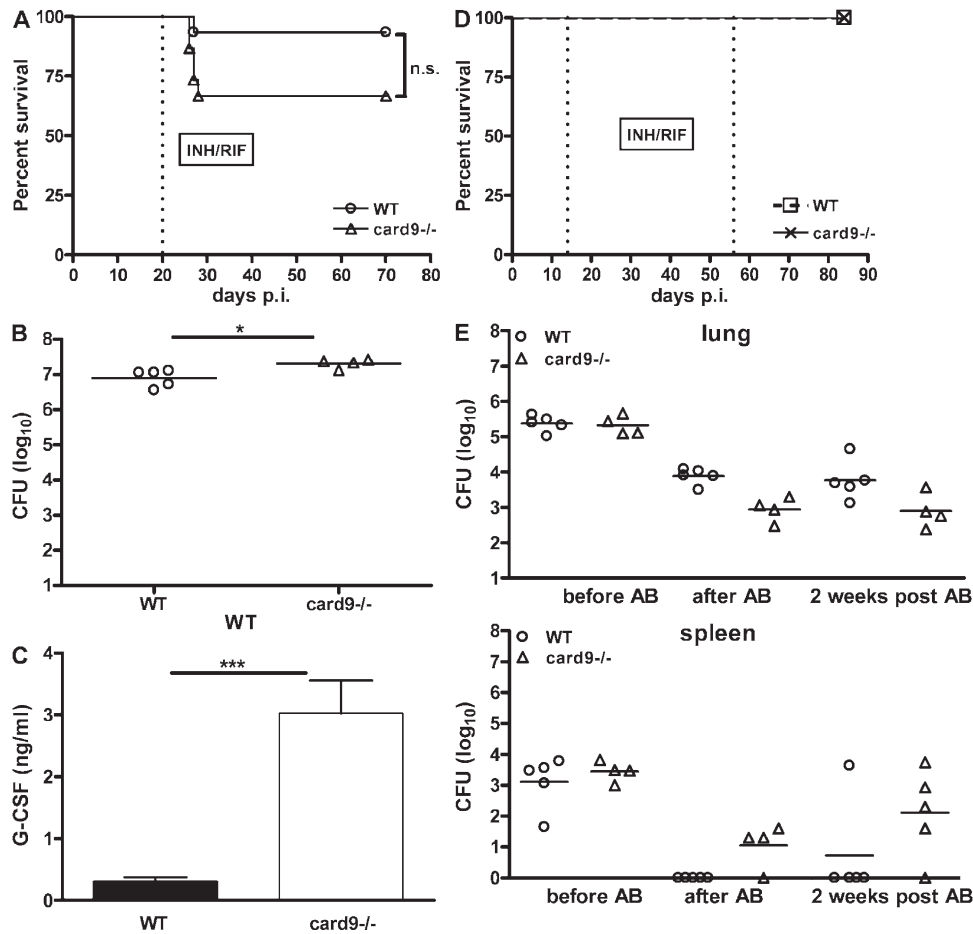 A
Percent survival
100
75
50
25
0
n.s.
INH/RIF
WT
card9-/-
0 10 20 30 40 50 60 70 80
days p.i.
D
Percent survival
100
75
50
25
0
INH/RIF
WT
card9-/-
0 10 20 30 40 50 60 70 80 90
days p.i.
B
CFU (log10)
8
7
6
5
4
3
2
1
*
WT card9-/-
WT
C
G-CSF (ng/ml)
4
3
2
1
0
***
WT card9-/-
E
lung
WT
card9-/-
CFU (log10)
8
7
6
5
4
3
2
1
before AB after AB 2 weeks post AB
spleen
WT
card9-/-
CFU (log10)
8
7
6
5
4
3
2
1
0
before AB after AB 2 weeks post AB